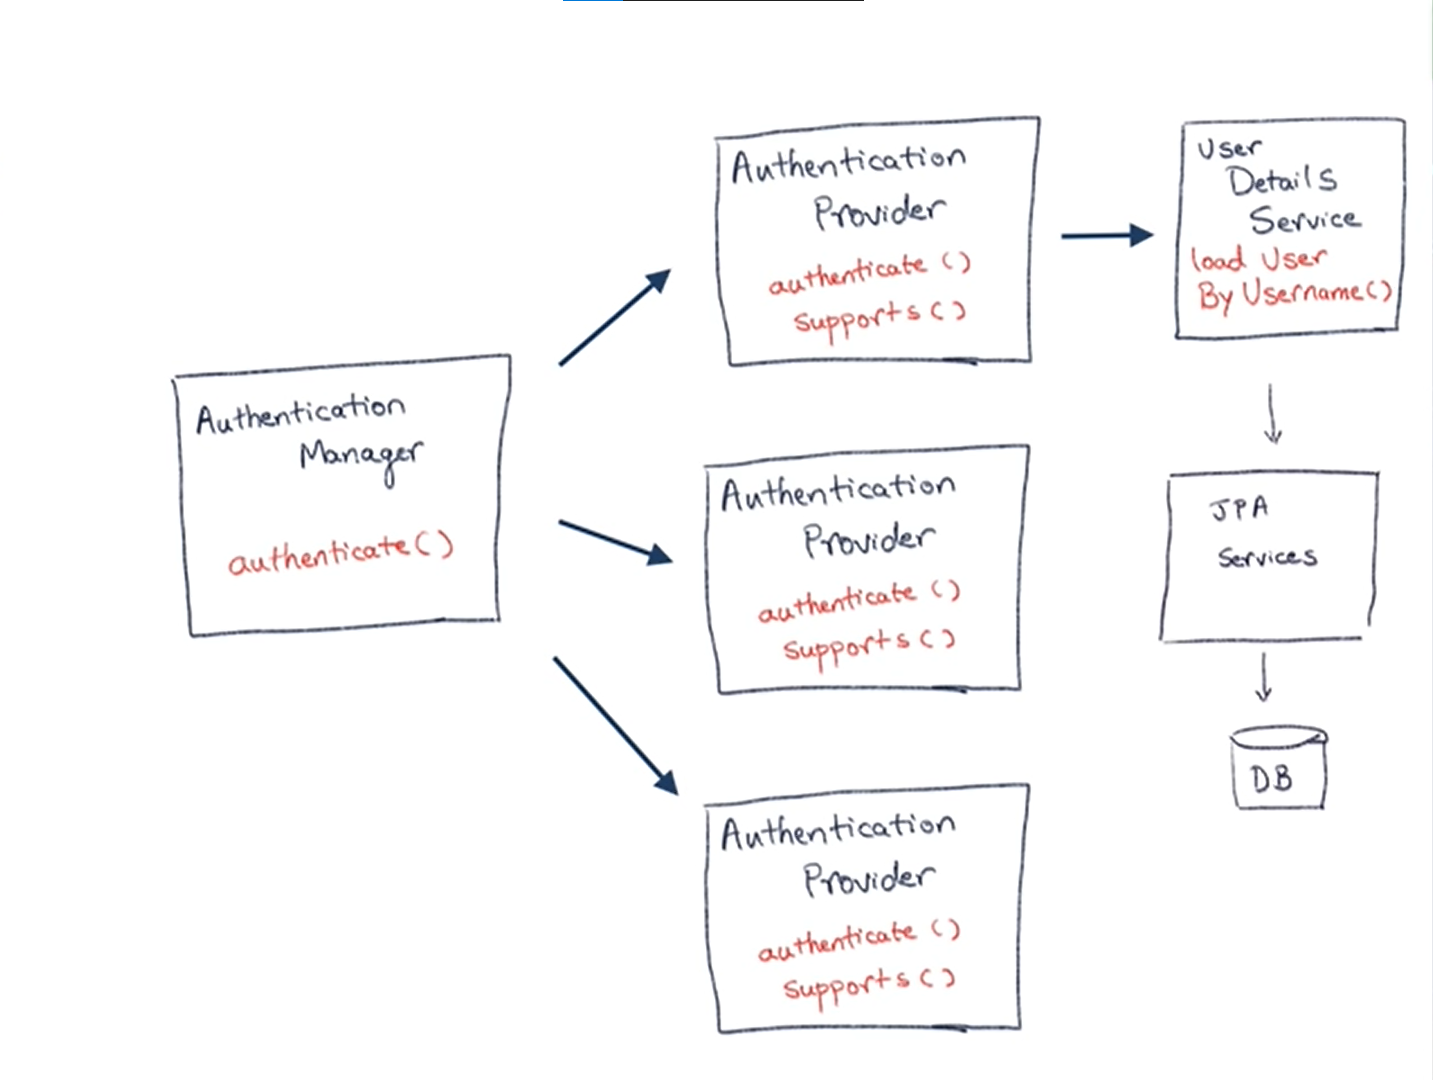 Authentication
Manager
authenticate()
Authentication
Provider
authenticate ()
supports ()
Authentication
Provider
authenticate ()
supports ()
Authentication
Provider
authenticate ()
supports ()
User
Details
Service
load User
By Username()
JPA
Services
DB